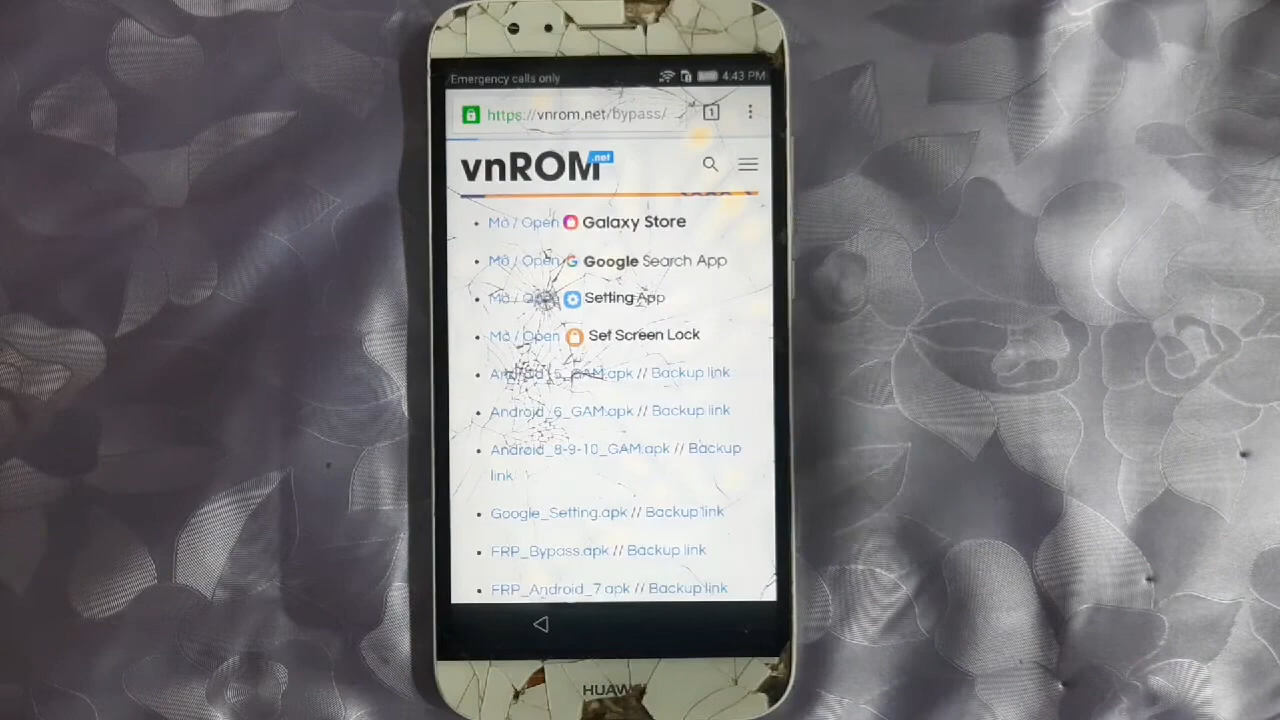 Emergency calls only 4:43 PM
https://vnrom.net/bypass/ 1
vnROM.net
Mở / Open Galaxy Store
Mở / Open G Google Search App
Mở / Open Setting App
Mở / Open Set Screen Lock
Android_5_GAM.apk // Backup link
Android_6_GAM.apk // Backup link
Android_8-9-10_GAM.apk // Backup
link
Google_Setting.apk // Backup link
FRP_Bypass.apk // Backup link
FRP_Android_7.apk // Backup link
HUAWEI